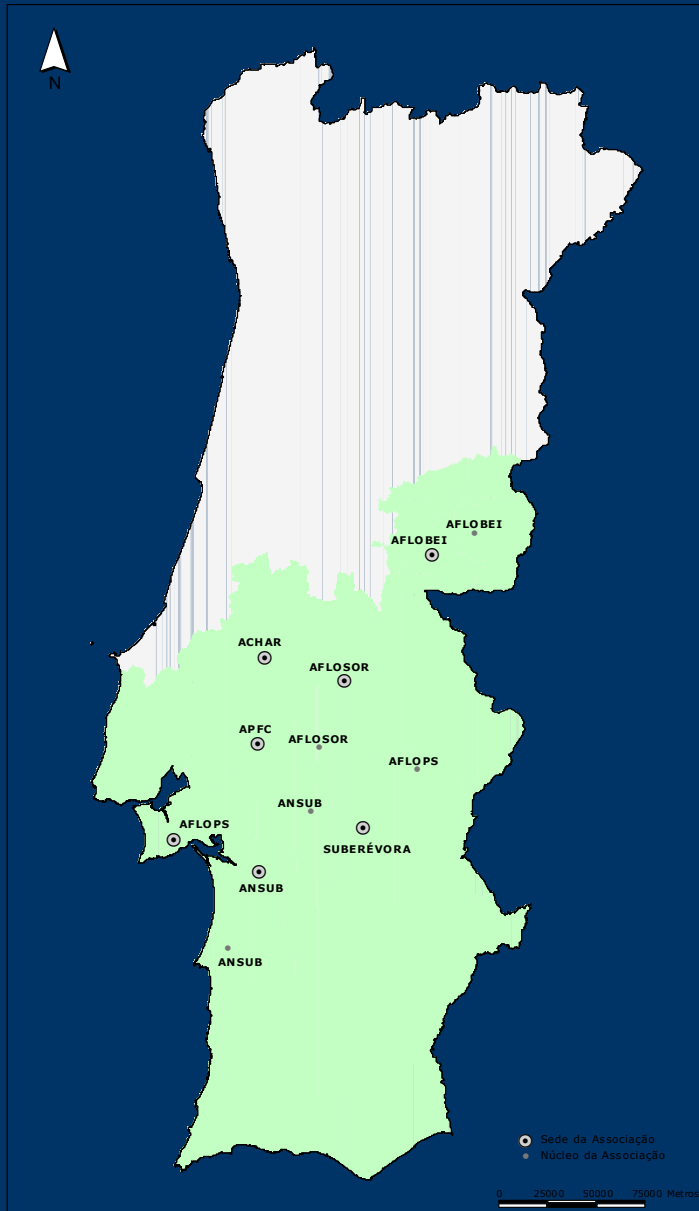 N
AFLOBEI
AFLOBEI
ACHAR
AFLOSOR
APFC
AFLOSOR
AFLOPS
ANSUB
AFLOPS
SUBERÉVORA
ANSUB
ANSUB
Sede da Associação
Núcleo da Associação
0 25000 50000 75000 Metros